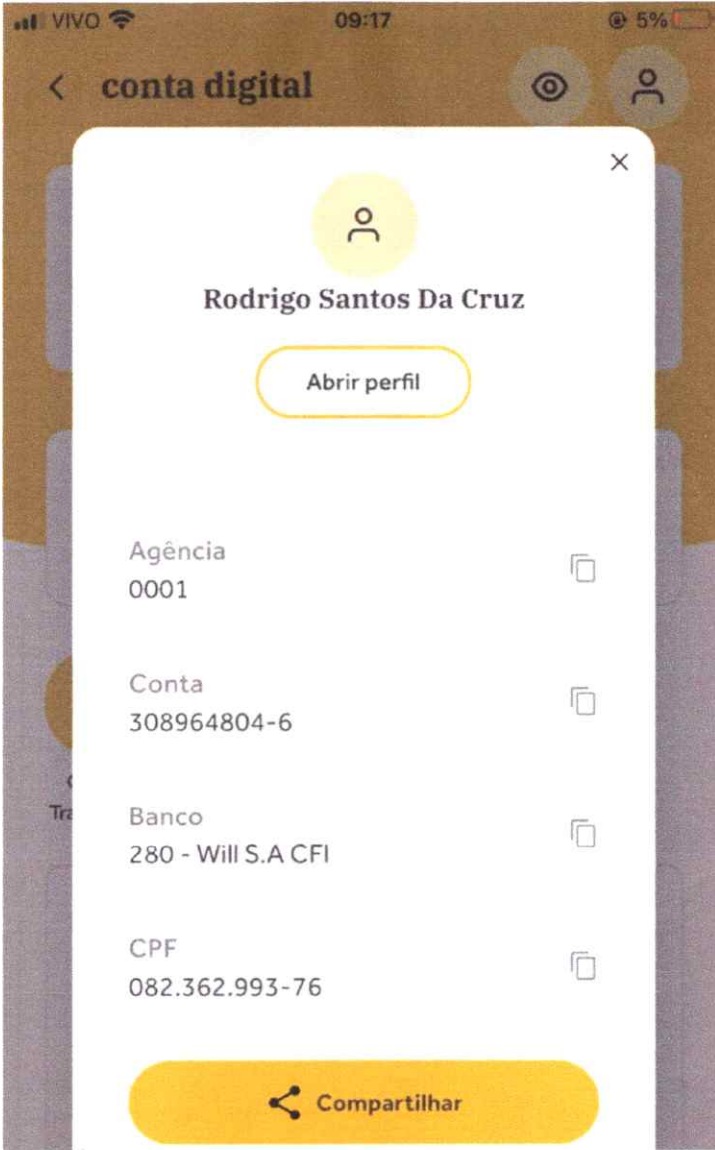 VIVO 09:17 5%
conta digital
Rodrigo Santos Da Cruz
Abrir perfil
Agência
0001
Conta
308964804-6
Banco
280 - Will S.A CFI
Tra
CPF
082.362.993-76
Compartilhar